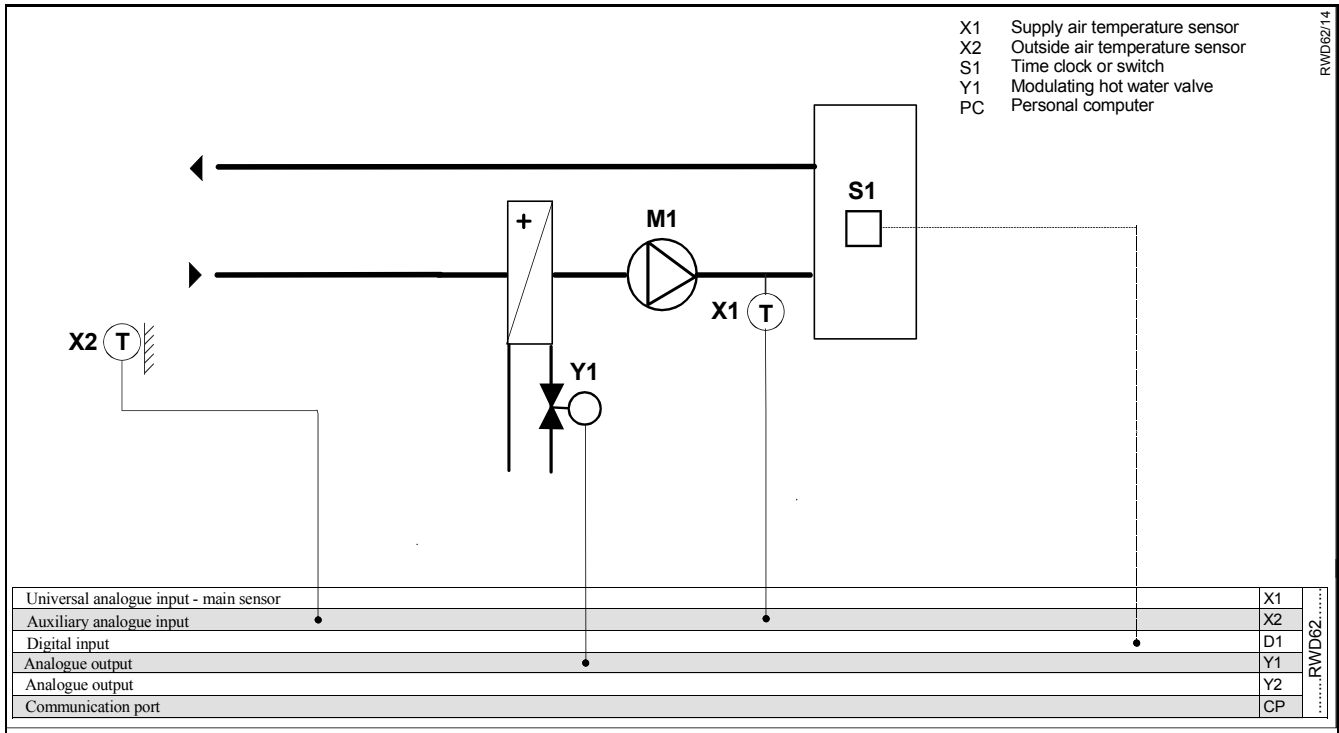 X1 Supply air temperature sensor
X2 Outside air temperature sensor
S1 Time clock or switch
Y1 Modulating hot water valve
PC Personal computer
RWD62/14
S1
+
M1
X1
T
X2
T
Y1
Universal analogue input - main sensor X1
Auxiliary analogue input X2
Digital input D1
Analogue output Y1
Analogue output Y2
Communication port CP
........RWD62........